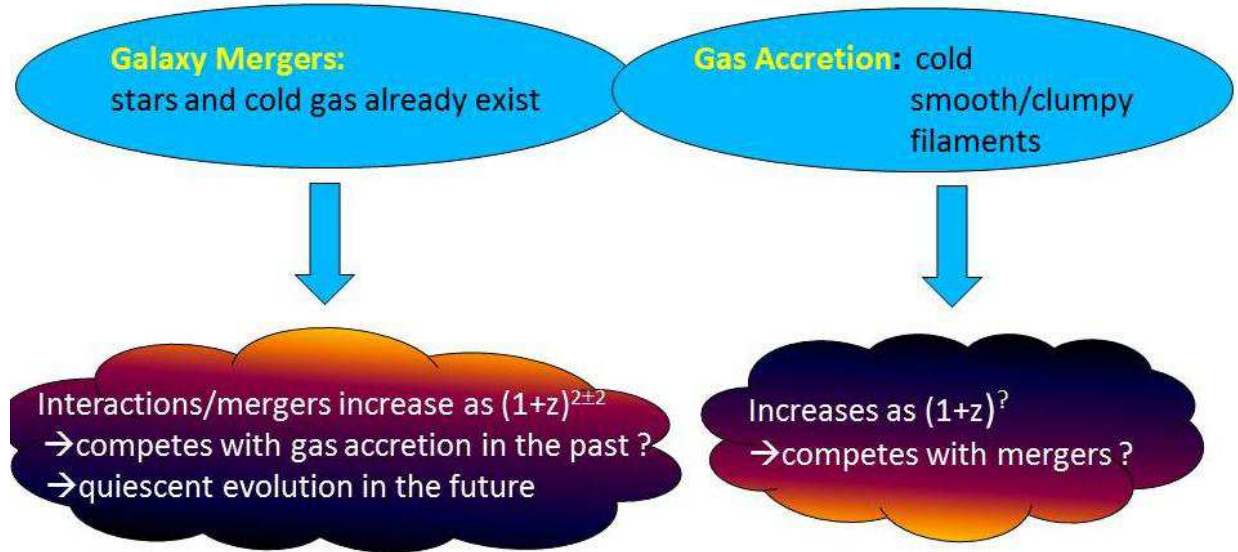 Galaxy Mergers:
stars and cold gas already exist
Gas Accretion: cold
smooth/clumpy
filaments
Interactions/mergers increase as (1+z)^2±2
→competes with gas accretion in the past ?
→quiescent evolution in the future
Increases as (1+z)^?
→competes with mergers ?